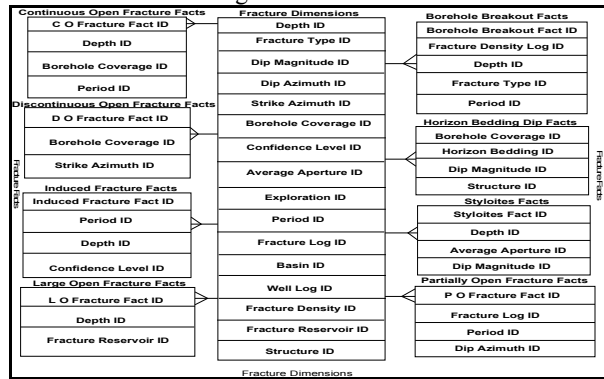 Continuous Open Fracture Facts
C O Fracture Fact ID
Depth ID
Borehole Coverage ID
Period ID
Discontinuous Open Fracture Facts
D O Fracture Fact ID
Borehole Coverage ID
Strike Azimuth ID
Fracture Facts
Induced Fracture Facts
Induced Fracture Fact ID
Period ID
Depth ID
Confidence Level ID
Large Open Fracture Facts
L O Fracture Fact ID
Depth ID
Fracture Reservoir ID
Fracture Dimensions
Depth ID
Fracture Type ID
Dip Magnitude ID
Dip Azimuth ID
Strike Azimuth ID
Borehole Coverage ID
Confidence Level ID
Average Aperture ID
Exploration ID
Period ID
Fracture Log ID
Basin ID
Well Log ID
Fracture Density ID
Fracture Reservoir ID
Structure ID
Fracture Dimensions
Borehole Breakout Facts
Borehole Breakout Fact ID
Fracture Density Log ID
Depth ID
Fracture Type ID
Period ID
Horizon Bedding Dip Facts
Borehole Coverage ID
Horizon Bedding ID
Dip Magnitude ID
Structure ID
Fracture Facts
Styloites Facts
Styloites Fact ID
Depth ID
Average Aperture ID
Dip Magnitude ID
Partially Open Fracture Facts
P O Fracture Fact ID
Fracture Log ID
Period ID
Dip Azimuth ID